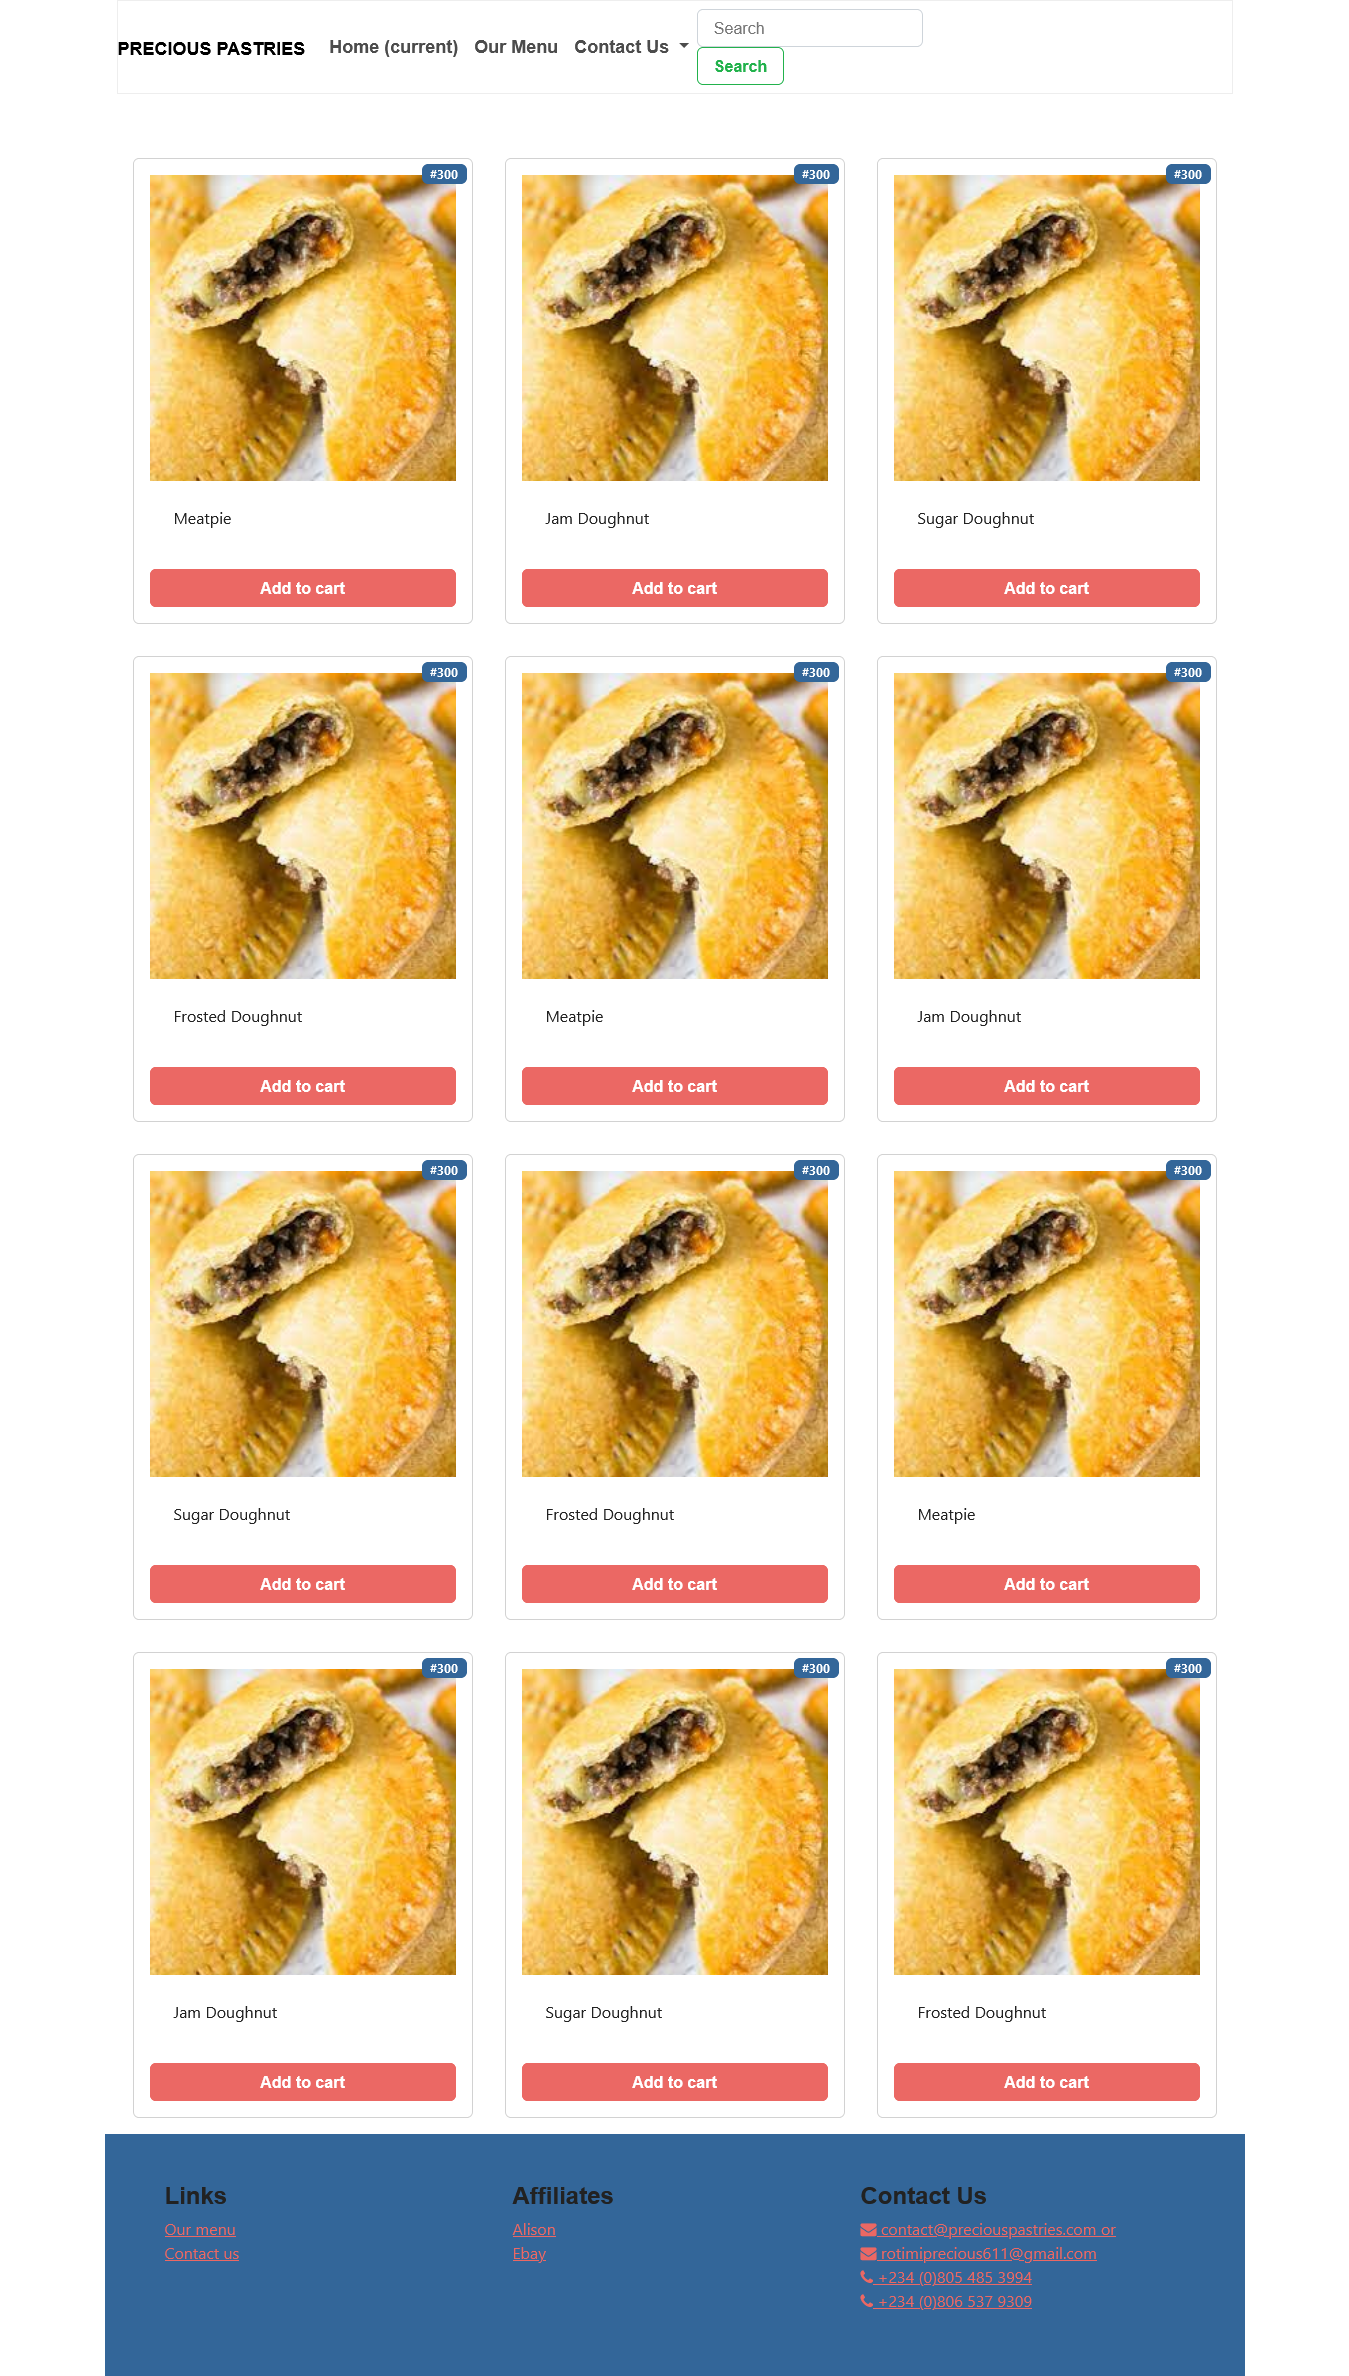 PRECIOUS PASTRIES Home (current) Our Menu Contact Us Search
Search
#300 #300 #300
Meatpie Jam Doughnut Sugar Doughnut
Add to cart Add to cart Add to cart
#300 #300 #300
Frosted Doughnut Meatpie Jam Doughnut
Add to cart Add to cart Add to cart
#300 #300 #300
Sugar Doughnut Frosted Doughnut Meatpie
Add to cart Add to cart Add to cart
#300 #300 #300
Jam Doughnut Sugar Doughnut Frosted Doughnut
Add to cart Add to cart Add to cart
Links
Our menu
Contact us
Affiliates
Alison
Ebay
Contact Us
contact@preciouspastries.com or
rotimiprecious611@gmail.com
+234 (0)805 485 3994
+234 (0)806 537 9309